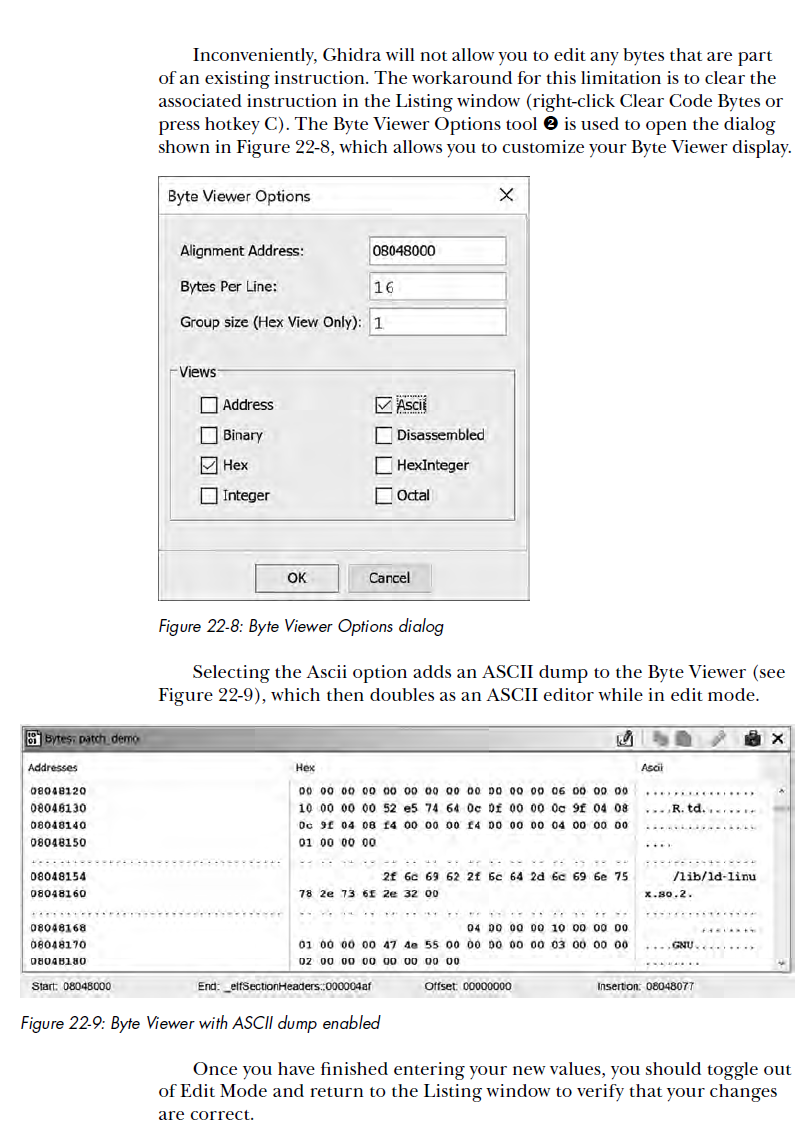 Inconveniently, Ghidra will not allow you to edit any bytes that are part
of an existing instruction. The workaround for this limitation is to clear the
associated instruction in the Listing window (right-click Clear Code Bytes or
press hotkey C). The Byte Viewer Options tool ❷ is used to open the dialog
shown in Figure 22-8, which allows you to customize your Byte Viewer display.
Byte Viewer Options
Alignment Address: 08048000
Bytes Per Line: 16
Group size (Hex View Only): 1
Views
Address Ascii
Binary Disassembled
Hex HexInteger
Integer Octal
OK Cancel
Figure 22-8: Byte Viewer Options dialog
Selecting the Ascii option adds an ASCII dump to the Byte Viewer (see
Figure 22-9), which then doubles as an ASCII editor while in edit mode.
Bytes: patch_demo
Addresses Hex Ascii
08048120 00 00 00 00 00 00 00 00 00 00 00 00 06 00 00 00 ................
08048130 10 00 00 00 52 e5 74 64 0c 0f 00 00 0c 9f 04 08 ....R.td........
08048140 0c 9f 04 08 f4 00 00 00 f4 00 00 00 04 00 00 00 ................
08048150 01 00 00 00 ....
08048154 2f 6c 69 62 2f 6c 64 2d 6c 69 6e 75 /lib/ld-linu
08048160 78 2e 73 6f 2e 32 00 x.so.2.
08048168 04 00 00 00 10 00 00 00 ........
08048170 01 00 00 00 47 4e 55 00 00 00 00 00 03 00 00 00 ....GNU.........
08048180 02 00 00 00 00 00 00 00 ........
Start: 08048000 End: _elfSectionHeaders::000004af Offset: 00000000 Insertion: 08048077
Figure 22-9: Byte Viewer with ASCII dump enabled
Once you have finished entering your new values, you should toggle out
of Edit Mode and return to the Listing window to verify that your changes
are correct.